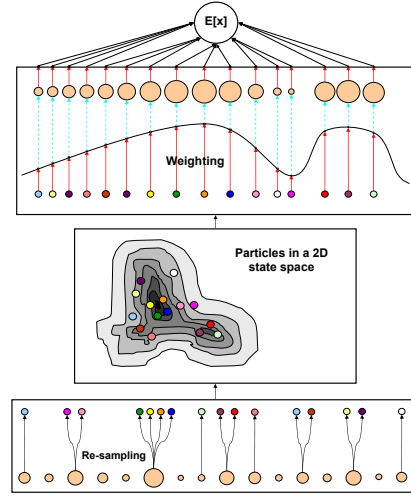 E[x]
Weighting
Particles in a 2D
state space
Re-sampling